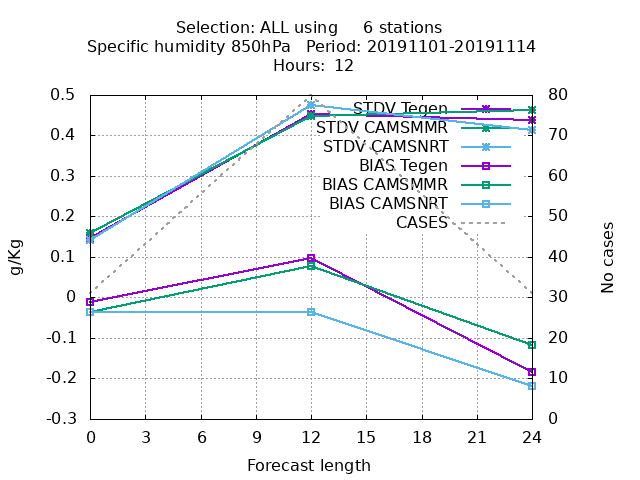 Selection: ALL using     6 stations
Specific humidity 850hPa   Period: 20191101-20191114
Hours: 12
0.5
0.4
0.3
0.2
0.1
0
-0.1
-0.2
-0.3
g/Kg
STDV Tegen
STDV CAMSMMR
STDV CAMSNRT
BIAS Tegen
BIAS CAMSMMR
BIAS CAMSNRT
CASES
80
70
60
50
40
30
20
10
0
No cases
0 3 6 9 12 15 18 21 24
Forecast length